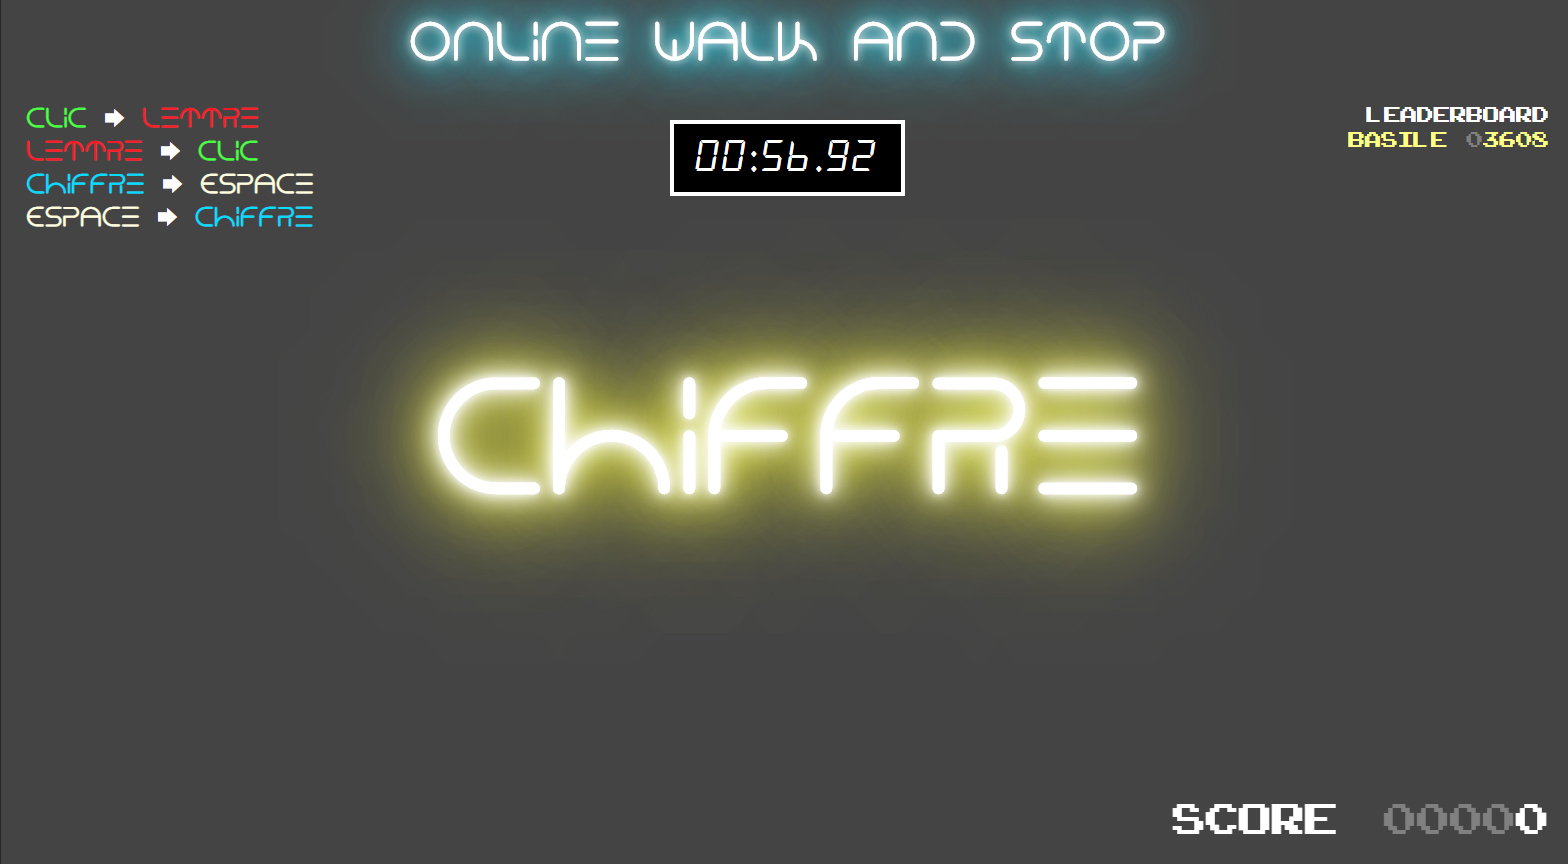 ONLINE WALK AND STOP
CLIC ➡ LETTRE
LETTRE ➡ CLIC
CHIFFRE ➡ ESPACE
ESPACE ➡ CHIFFRE
00:56.92
LEADERBOARD
BASILE 03608
CHIFFRE
SCORE 00000